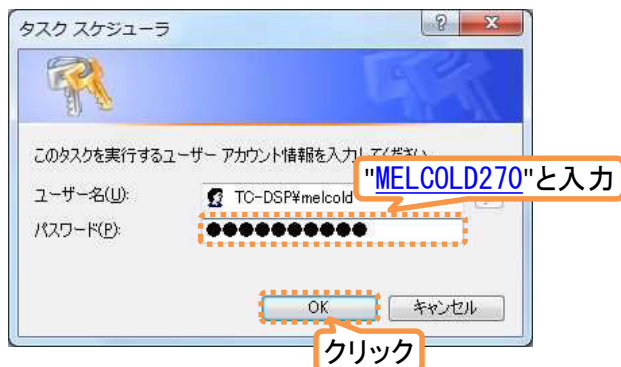 タスク スケジューラ
このタスクを実行するユーザー アカウント情報を入力してください
"MELCOLD270"と入力
ユーザー名(U):
TC-DSP¥melcold
パスワード(P):
●●●●●●●●●●
OK
キャンセル
クリック